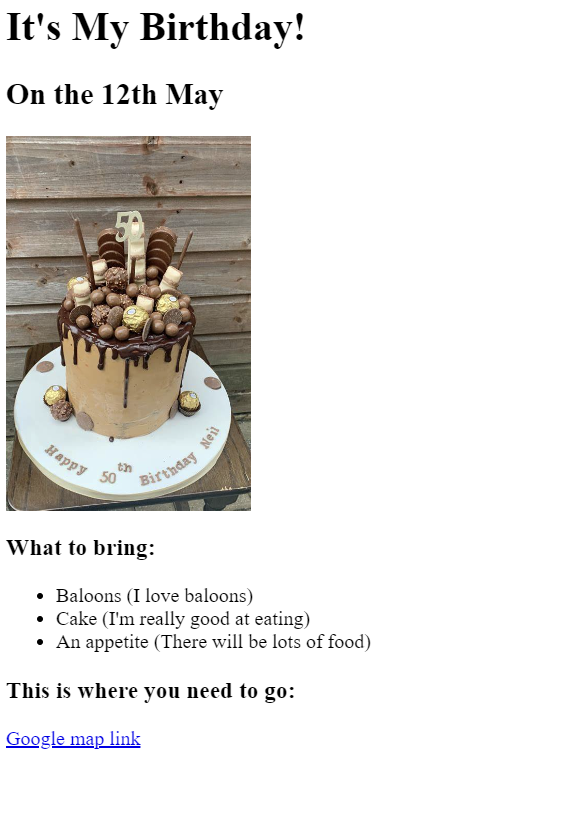 It's My Birthday!
On the 12th May
50
Happy 50th Birthday Neil
What to bring:
Baloons (I love baloons)
Cake (I'm really good at eating)
An appetite (There will be lots of food)
This is where you need to go:
Google map link